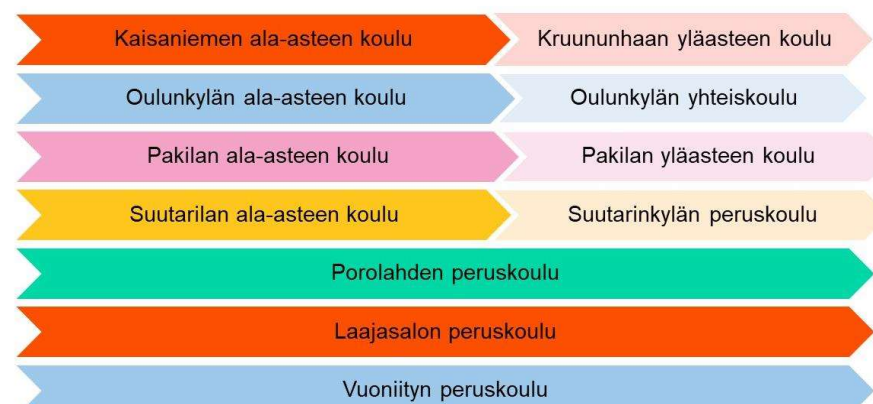 Kaisaniemen ala-asteen koulu Kruununhaan yläasteen koulu
Oulunkylän ala-asteen koulu Oulunkylän yhteiskoulu
Pakilan ala-asteen koulu Pakilan yläasteen koulu
Suutarilan ala-asteen koulu Suutarinkylän peruskoulu
Porolahden peruskoulu
Laajasalon peruskoulu
Vuoniityn peruskoulu